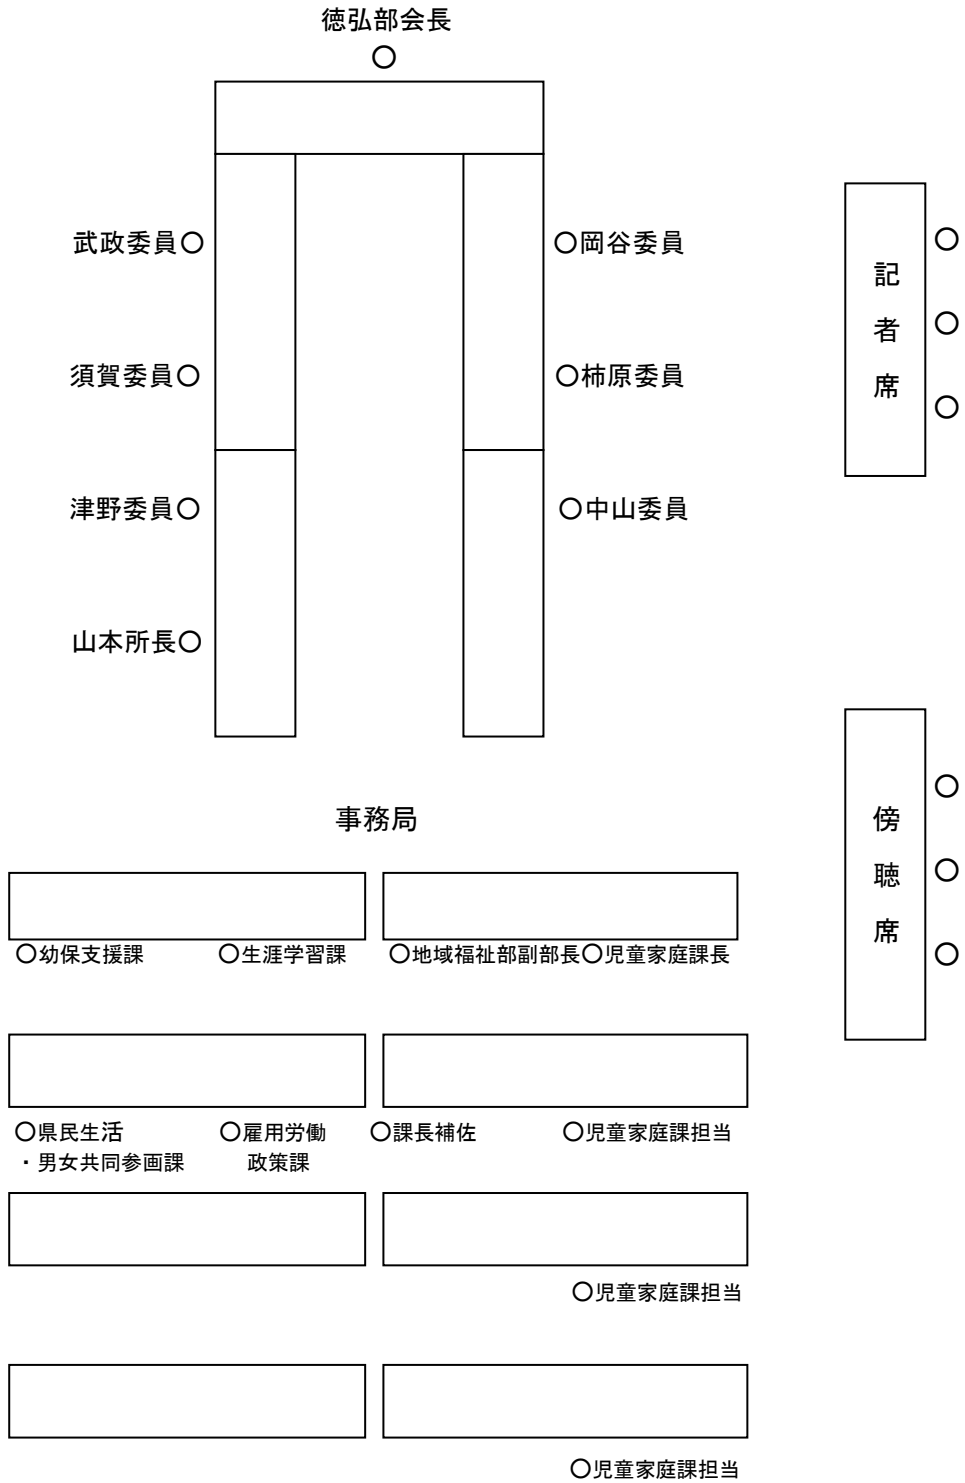 徳弘部会長
○
武政委員○
○岡谷委員
須賀委員○
○柿原委員
津野委員○
○中山委員
山本所長○
記者席
○
○
○
傍聴席
○
○
○
事務局
○幼保支援課
○生涯学習課
○地域福祉部副部長○児童家庭課長
○県民生活
・男女共同参画課
○雇用労働
政策課
○課長補佐
○児童家庭課担当
○児童家庭課担当
○児童家庭課担当